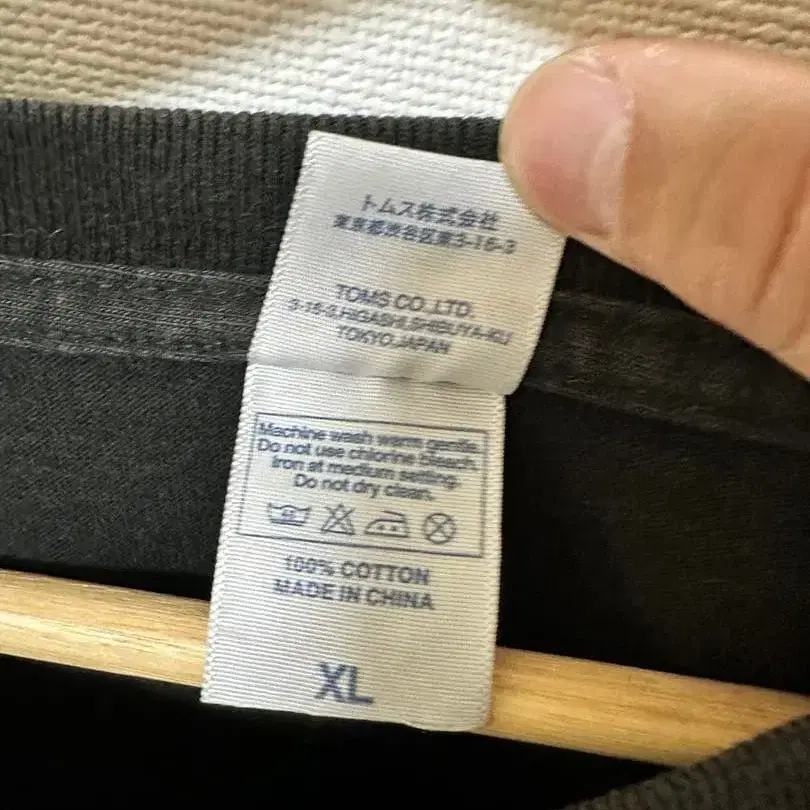 トムス株式会社
東京都渋谷区東3-15-3
TOMS CO.,LTD.
3-15-3,HIGASHI,SHIBUYA-KU
TOKYO,JAPAN
Machine wash warm gentle.
Do not use chlorine bleach.
Iron at medium setting.
Do not dry clean.
100% COTTON
MADE IN CHINA
XL